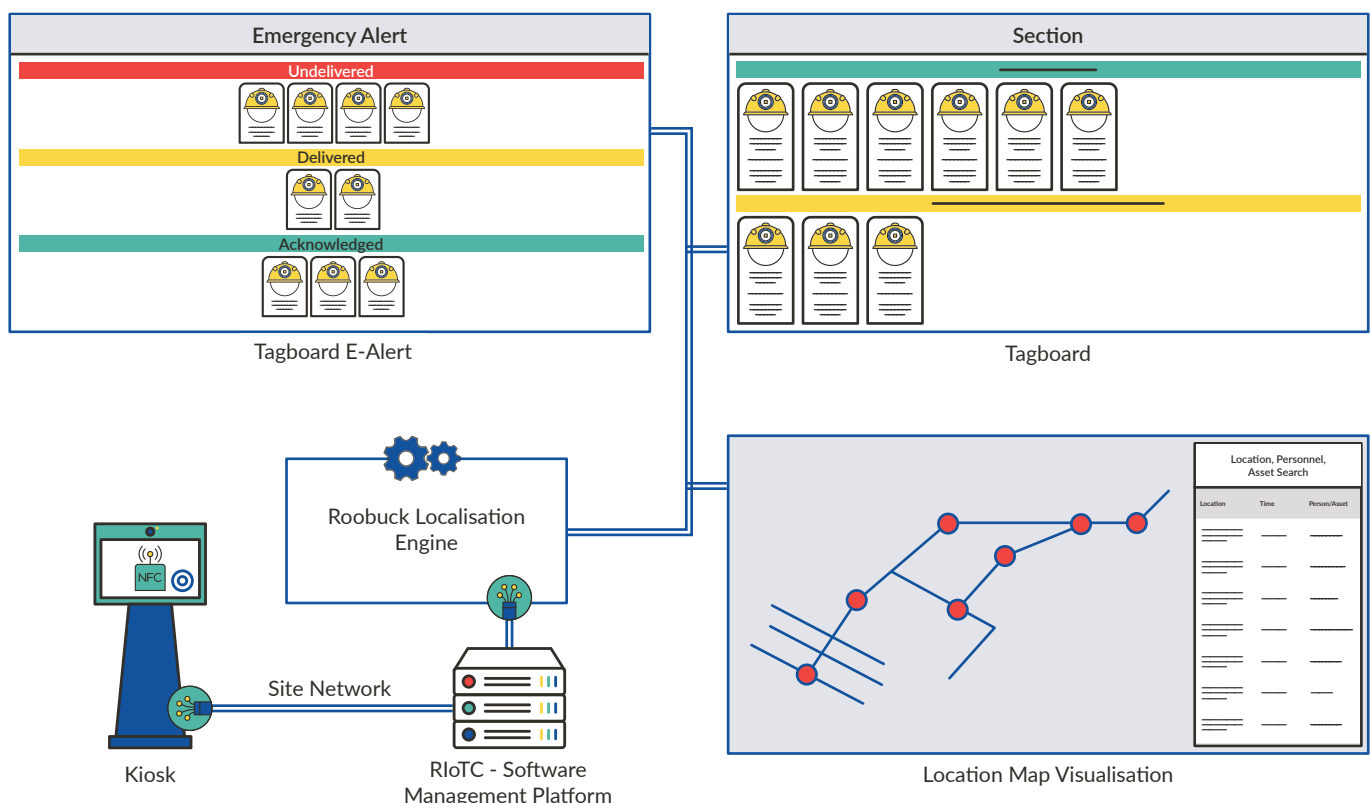 Emergency Alert
Undelivered
Delivered
Acknowledged
Tagboard E-Alert
Section
Tagboard
Roobuck Localisation
Engine
NFC
Site Network
Kiosk
RIoTC - Software
Management Platform
Location, Personnel,
Asset Search
Location Time Person/Asset
Location Map Visualisation